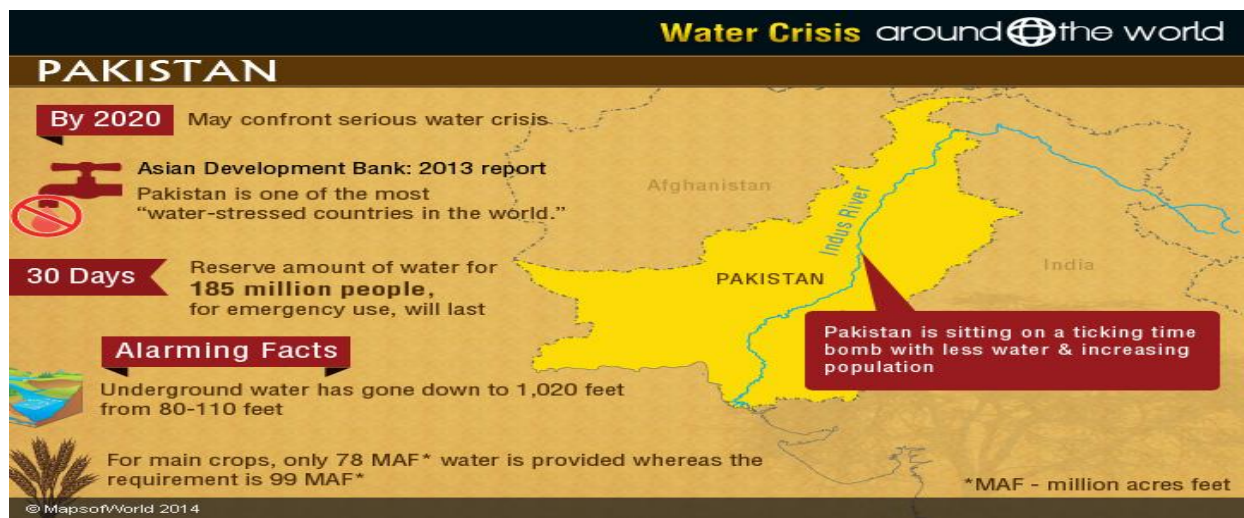 Water Crisis around the world
PAKISTAN
By 2020
May confront serious water crisis
Asian Development Bank: 2013 report
Pakistan is one of the most
“water-stressed countries in the world.”
30 Days
Reserve amount of water for
185 million people,
for emergency use, will last
Alarming Facts
Underground water has gone down to 1,020 feet
from 80-110 feet
For main crops, only 78 MAF* water is provided whereas the
requirement is 99 MAF*
Afghanistan
Indus River
PAKISTAN
India
Pakistan is sitting on a ticking time
bomb with less water & increasing
population
*MAF - million acres feet
© MapsofWorld 2014